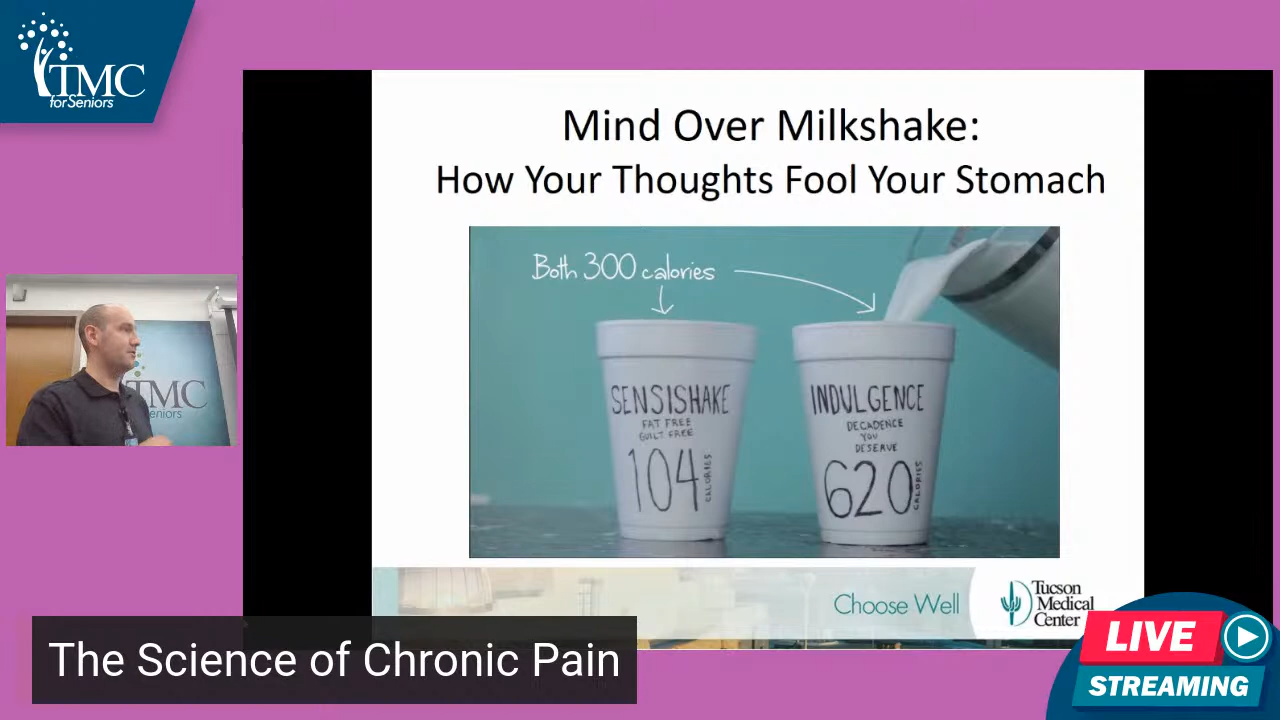 TMC
for Seniors
Mind Over Milkshake:
How Your Thoughts Fool Your Stomach
Both 300 calories
SENSISHAKE
FAT FREE
GUILT FREE
104 CALORIES
INDULGENCE
DECADENCE
YOU
DESERVE
620 CALORIES
TMC
Seniors
Choose Well
Tucson
Medical
Center
The Science of Chronic Pain
LIVE
STREAMING